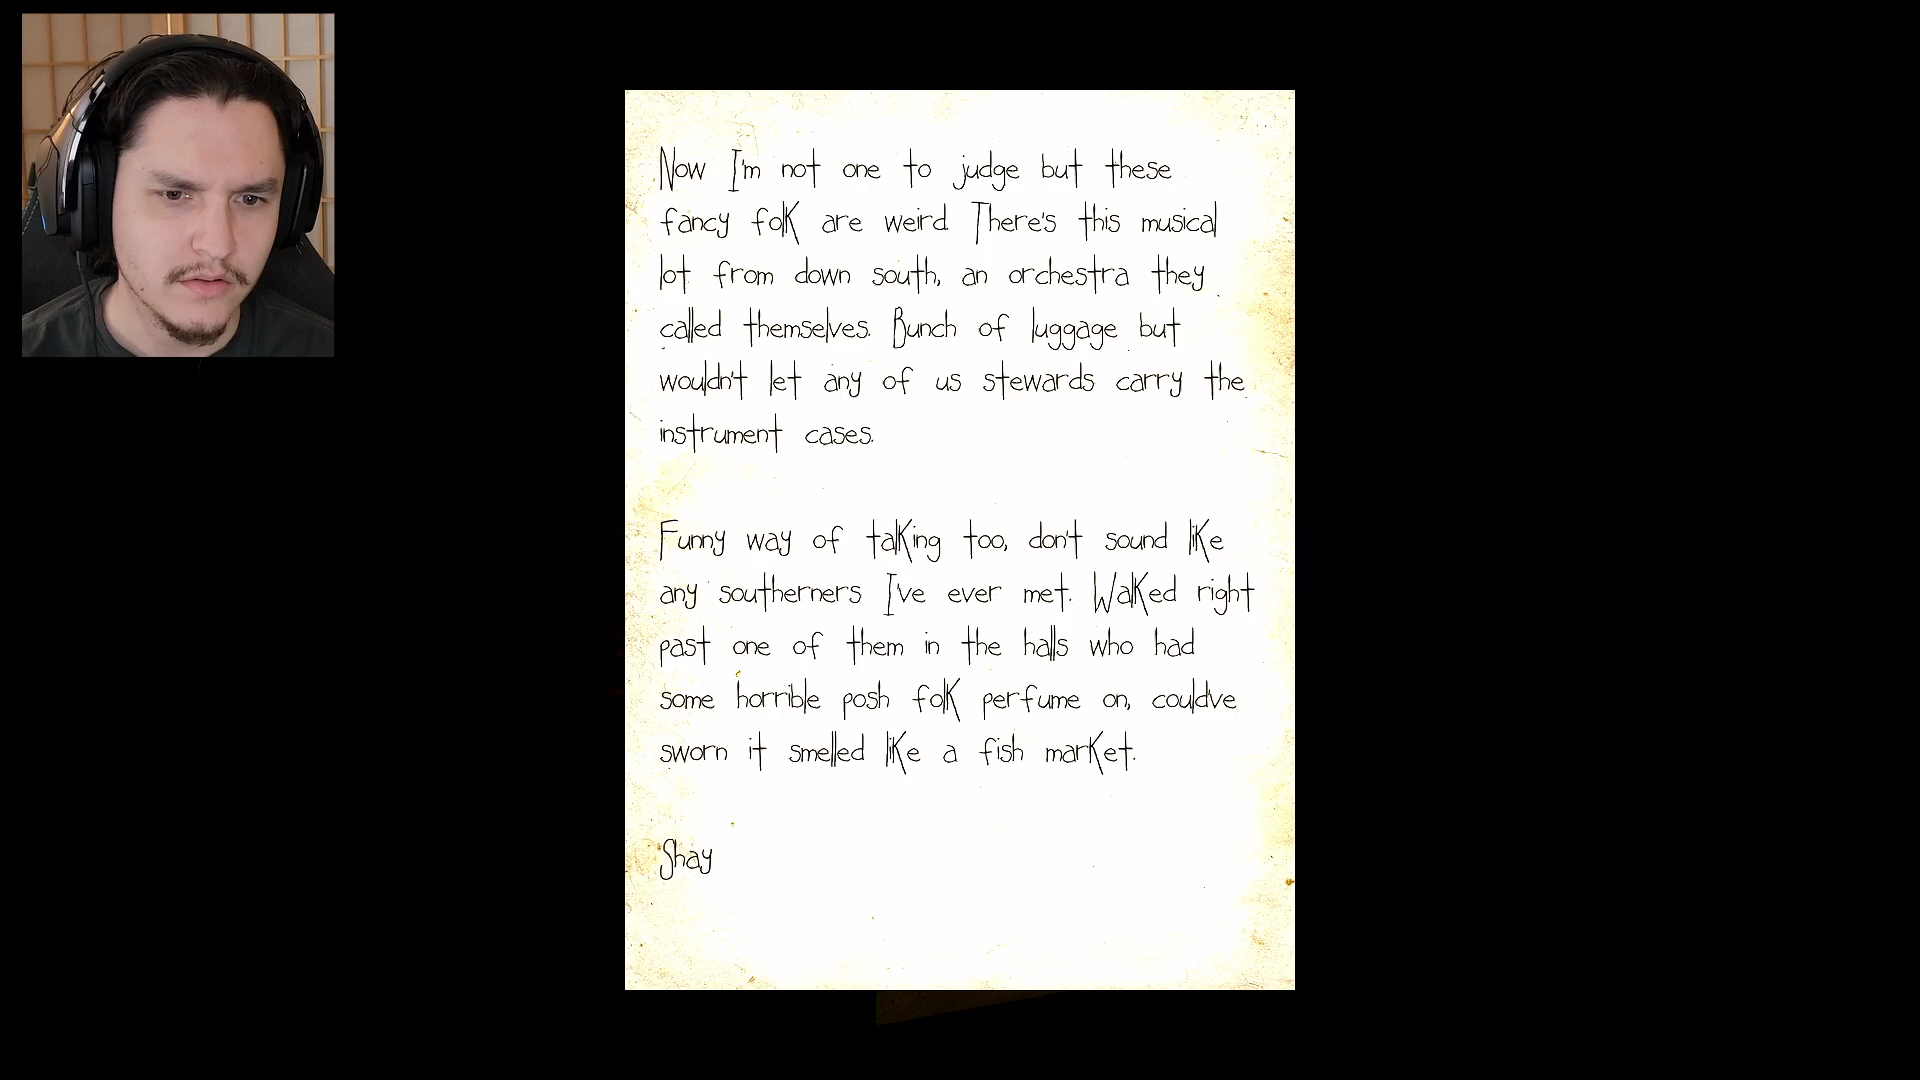 Now I'm not one to judge but these
fancy folk are weird. There's this musical
lot from down south, an orchestra they
called themselves. Bunch of luggage but
wouldn't let any of us stewards carry the
instrument cases.
Funny way of talking too, don't sound like
any southerners I've ever met. Walked right
past one of them in the halls who had
some horrible posh folk perfume on, could've
sworn it smelled like a fish market.
Shay